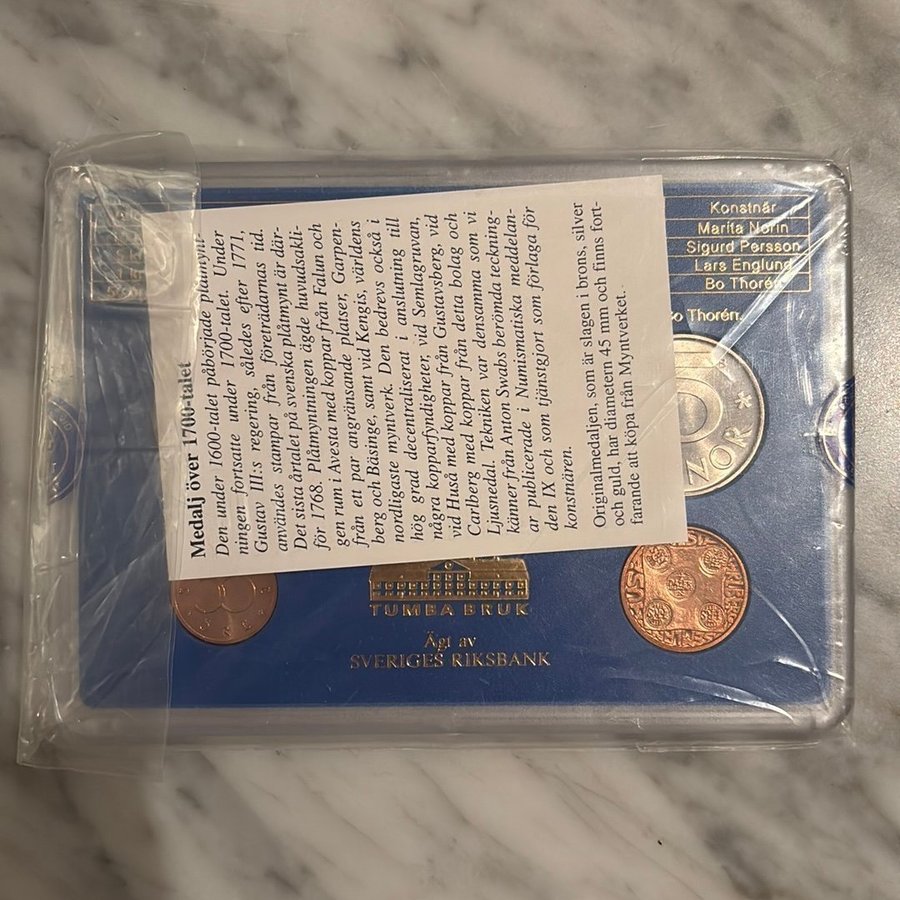 Medalj över 1700-talet
Den under 1600-talet påbörjade plåtmynt-
ningen fortsatte under 1700-talet. Under
Gustav III:s regering, således efter 1771,
användes stampar från företrädarnas tid.
Det sista årtalet på svenska plåtmynt är där-
för 1768. Plåtmyntningen ägde huvudsakli-
gen rum i Avesta med koppar från Falun och
från ett par angränsande platser, Garpen-
berg och Bäsinge, samt vid Kengis, världens
nordligaste myntverk. Den bedrevs också i
hög grad decentraliserat i anslutning till
några kopparfyndigheter, vid Semlagruvan,
vid Huså med koppar från Gustavsberg, vid
Carlberg med koppar från detta bolag och
Ljusnedal. Tekniken var densamma som vi
känner från Anton Swabs berömda teckning-
ar publicerade i Numismatiska meddelan-
den IX och som tjänstgjort som förlaga för
konstnären.
Originalmedaljen, som är slagen i brons, silver
och guld, har diametern 45 mm och finns fort-
farande att köpa från Myntverket.
Konstnär
Marita Norin
Sigurd Persson
Lars Englund
Bo Thorén
Bo Thorén.
TUMBA BRUK
Ägt av
SVERIGES RIKSBANK